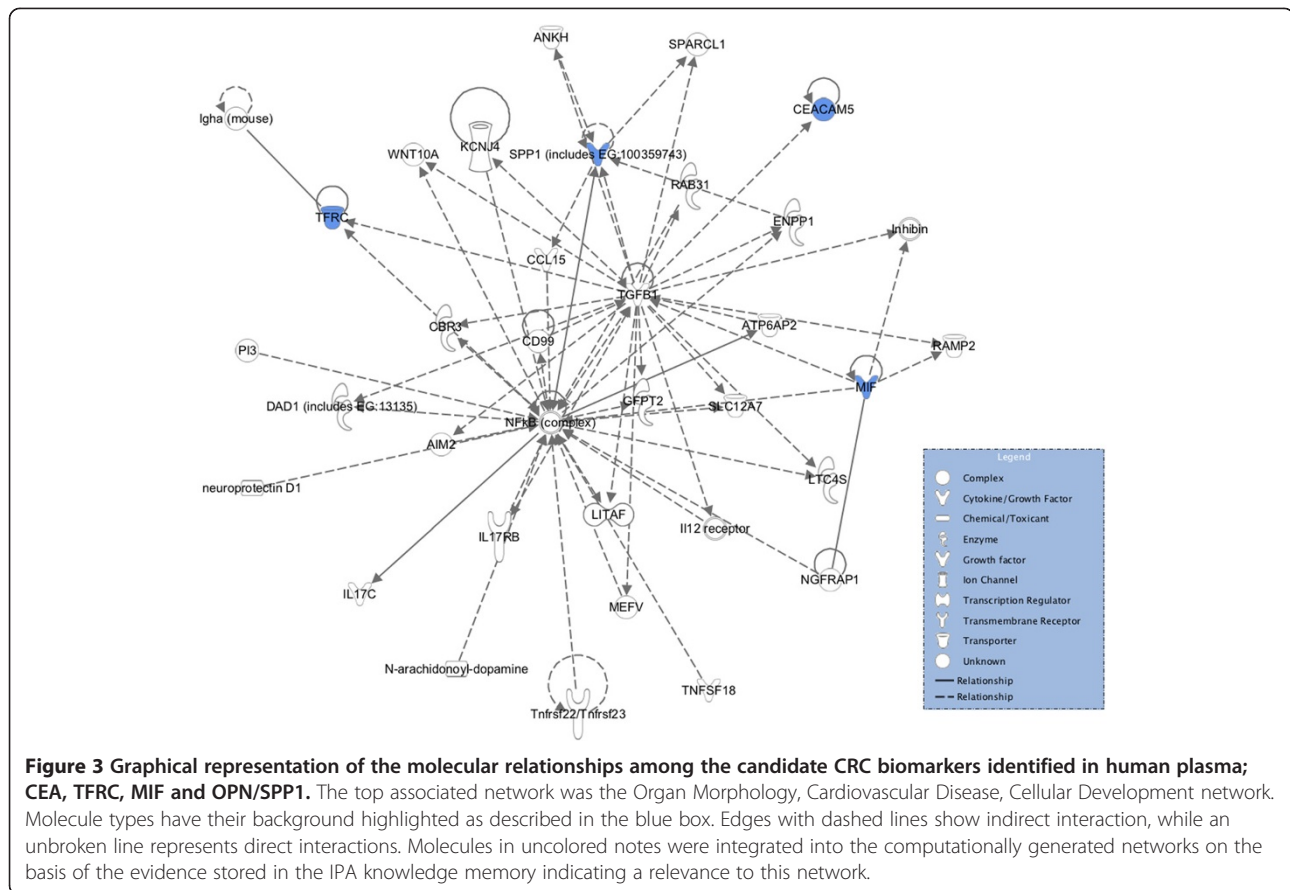 ANKH
SPARCL1
CEACAM5
Igha (mouse)
KCNJ4
WNT10A
SPP1 (includes EG:100359743)
RAB31
TFRC
ENPP1
Inhibin
CCL15
TGFB1
CBR3
ATP6AP2
CD99
RAMP2
PI3
MIF
DAD1 (includes EG:13135)
GFPT2
SLC12A7
NFkB (complex)
AIM2
neuroprotectin D1
LTC4S
LITAF
Il12 receptor
IL17RB
NGFRAP1
IL17C
MEFV
N-arachidonoyl-dopamine
TNFSF18
Tnfrsf22/Tnfrsf23
Legend
Complex
Cytokine/Growth Factor
Chemical/Toxicant
Enzyme
Growth factor
Ion Channel
Transcription Regulator
Transmembrane Receptor
Transporter
Unknown
Relationship
Relationship
Figure 3 Graphical representation of the molecular relationships among the candidate CRC biomarkers identified in human plasma;
CEA, TFRC, MIF and OPN/SPP1. The top associated network was the Organ Morphology, Cardiovascular Disease, Cellular Development network.
Molecule types have their background highlighted as described in the blue box. Edges with dashed lines show indirect interaction, while an
unbroken line represents direct interactions. Molecules in uncolored notes were integrated into the computationally generated networks on the
basis of the evidence stored in the IPA knowledge memory indicating a relevance to this network.